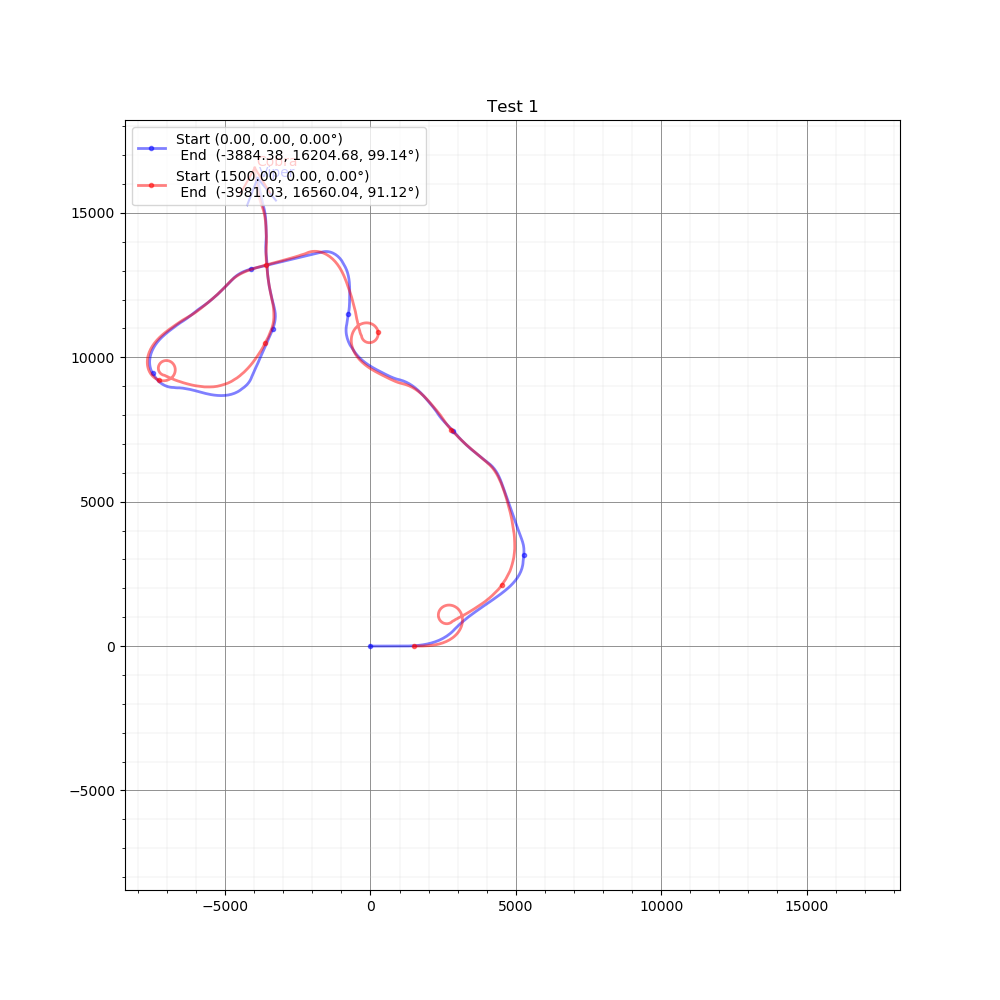 Test 1
Start (0.00, 0.00, 0.00°)
End (-3884.38, 16204.68, 99.14°)
Start (1500.00, 0.00, 0.00°)
End (-3981.03, 16560.04, 91.12°)
15000
10000
5000
0
−5000
−5000
0
5000
10000
15000